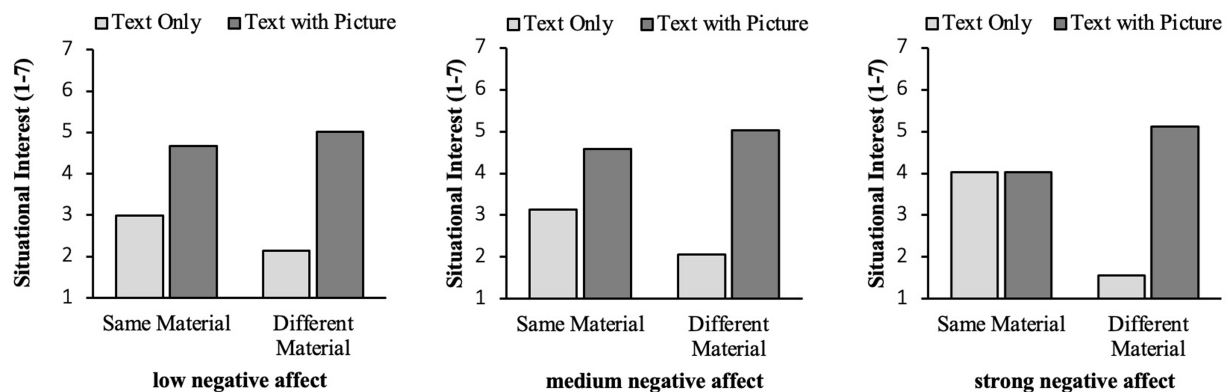 Text Only Text with Picture
Situational Interest (1-7)
7
6
5
4
3
2
1
Same Material Different Material
low negative affect
Text Only Text with Picture
Situational Interest (1-7)
7
6
5
4
3
2
1
Same Material Different Material
medium negative affect
Text Only Text with Picture
Situational Interest (1-7)
7
6
5
4
3
2
1
Same Material Different Material
strong negative affect